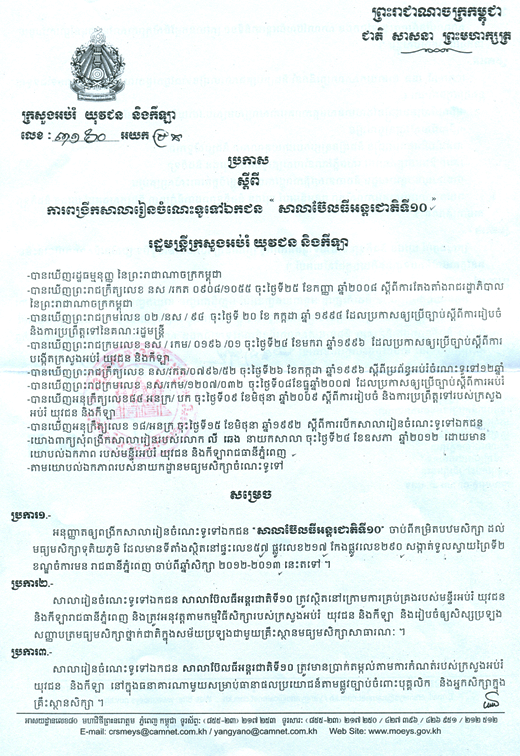 ព្រះរាជាណាចក្រកម្ពុជា
ជាតិ សាសនា ព្រះមហាក្សត្រ
ក្រសួងអប់រំ យុវជន និងកីឡា
លេខ : ៣១៦០ អយក
ប្រកាស
ស្តីពី
ការពង្រីកសាលារៀនចំណេះទូទៅឯកជន “ សាលាប៊ែលធីអន្តរជាតិទី១០ ”
រដ្ឋមន្ត្រីក្រសួងអប់រំ យុវជន និងកីឡា
-បានឃើញរដ្ឋធម្មនុញ្ញ នៃព្រះរាជាណាចក្រកម្ពុជា
-បានឃើញព្រះរាជក្រឹត្យលេខ នស /រកត ០៩០៨/១០៥៥ ចុះថ្ងៃទី២៥ ខែកញ្ញា ឆ្នាំ២០០៨ ស្តីពីការតែងតាំងរាជរដ្ឋាភិបាល
នៃព្រះរាជាណាចក្រកម្ពុជា
-បានឃើញព្រះរាជក្រមលេខ ០២ /នស / ៩៤ ចុះថ្ងៃទី ២០ ខែ កក្កដា ឆ្នាំ ១៩៩៤ ដែលប្រកាសឲ្យប្រើច្បាប់ស្តីពីការរៀបចំ
និងការប្រព្រឹត្តទៅនៃគណៈរដ្ឋមន្ត្រី
-បានឃើញព្រះរាជក្រមលេខ នស / រកម/ ០១៩៦ /០១ ចុះថ្ងៃទី២៤ ខែមករា ឆ្នាំ១៩៩៦ ដែលប្រកាសឲ្យប្រើច្បាប់ស្តីពីការ
បង្កើតក្រសួងអប់រំ យុវជន និងកីឡា
-បានឃើញព្រះរាជក្រឹត្យលេខ នស/រកត/០៧៩៦/៥២ ចុះថ្ងៃទី២៦ ខែកក្កដា ឆ្នាំ១៩៩៦ ស្តីពីប្រព័ន្ធអប់រំចំណេះទូទៅ១២ឆ្នាំ
-បានឃើញព្រះរាជក្រមលេខ នស /រកម/១២០៧/០៣២ ចុះថ្ងៃទី០៨ខែធ្នូឆ្នាំ២០០៧ ដែលប្រកាសឲ្យប្រើច្បាប់ស្តីពីការអប់រំ
-បានឃើញអនុក្រឹត្យលេខ៨៤ អនក្រ/ បក ចុះថ្ងៃទី០៩ ខែមិថុនា ឆ្នាំ២០០៩ ស្តីពីការរៀបចំ និងការប្រព្រឹត្តទៅរបស់ក្រសួង
អប់រំ យុវជន និងកីឡា
-បានឃើញអនុក្រឹត្យលេខ ១៨/អនក្រ ចុះថ្ងៃទី ១៥ ខែមិថុនា ឆ្នាំ១៩៩២ ស្តីពីការបើកសាលារៀនចំណេះទូទៅឯកជន
-យោងពាក្យសុំពង្រីកសាលារៀនរបស់លោក លី ឆេង នាយកសាលា ចុះថ្ងៃទី២៤ ខែឧសភា ឆ្នាំ២០១២ ដោយមាន
យោបល់ឯកភាព របស់មន្ទីរអប់រំ យុវជន និងកីឡារាជធានីភ្នំពេញ
-តាមយោបល់ឯកភាពរបស់នាយកដ្ឋានមធ្យមសិក្សាចំណេះទូទៅ
សម្រេច
ប្រការ១.-
អនុញ្ញាតឲ្យពង្រីកសាលារៀនចំណេះទូទៅឯកជន “សាលាប៊ែលធីអន្តរជាតិទី១០” ចាប់ពីកម្រិតបឋមសិក្សា ដល់
មធ្យមសិក្សាទុតិយភូមិ ដែលមានទីតាំងស្ថិតនៅផ្ទះលេខ៥៧ ផ្លូវលេខ២១៧ កែងផ្លូវលេខ២៩០ សង្កាត់ទួលស្វាយព្រៃទី២
ខណ្ឌចំការមន រាជធានីភ្នំពេញ ចាប់ពីឆ្នាំសិក្សា ២០១២-២០១៣ នេះតទៅ ។
ប្រការ២.-
សាលារៀនចំណេះទូទៅឯកជន សាលាប៊ែលធីអន្តរជាតិទី១០ ត្រូវស្ថិតនៅក្រោមការគ្រប់គ្រងរបស់មន្ទីរអប់រំ យុវជន
និងកីឡារាជធានីភ្នំពេញ និងត្រូវអនុវត្តតាមកម្មវិធីសិក្សារបស់ក្រសួងអប់រំ យុវជន និងកីឡា និងរៀបចំឲ្យសិស្សប្រឡង
សញ្ញាបត្រមធ្យមសិក្សាថ្នាក់ជាតិក្នុងសម័យប្រឡងជាមួយគ្រឹះស្ថានមធ្យមសិក្សាសាធារណៈ ។
ប្រការ៣.-
សាលារៀនចំណេះទូទៅឯកជន សាលាប៊ែលធីអន្តរជាតិទី១០ ត្រូវមានប្រាក់តម្កល់តាមការកំណត់របស់ក្រសួងអប់រំ
យុវជន និងកីឡា នៅក្នុងធនាគារណាមួយសម្រាប់ធានាផលប្រយោជន៍តាមផ្លូវច្បាប់ចំពោះបុគ្គលិក និងអ្នកសិក្សាក្នុង
គ្រឹះស្ថានសិក្សា ។
អាសយដ្ឋានលេខ៨០ មហាវិថីព្រះនរោត្តម ភ្នំពេញ កម្ពុជា ទូរស័ព្ទ: (៨៥៥-២៣) ២១៧ ២៥៣ ទូរសារ: (៨៥៥-២៣) ២១៧ ២៥០ / ៤២៧ ៣៩៦ / ៤២៦ ៩៥១ / ២១២ ៥១២
E-mail: crsmeys@camnet.com.kh / yangyano@camnet.com.kh Web Site: www.moeys.gov.kh